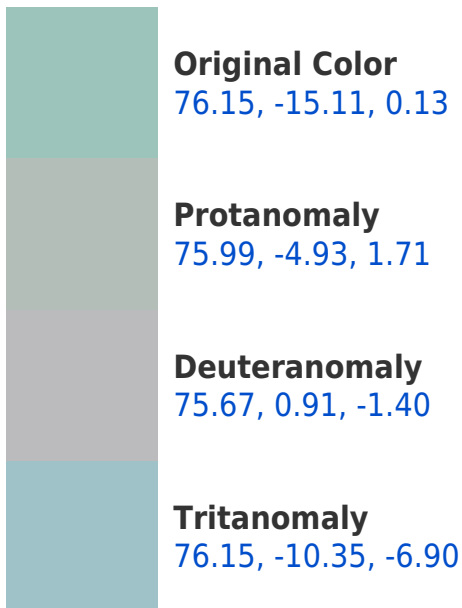 Original Color
76.15, -15.11, 0.13
Protanomaly
75.99, -4.93, 1.71
Deuteranomaly
75.67, 0.91, -1.40
Tritanomaly
76.15, -10.35, -6.90